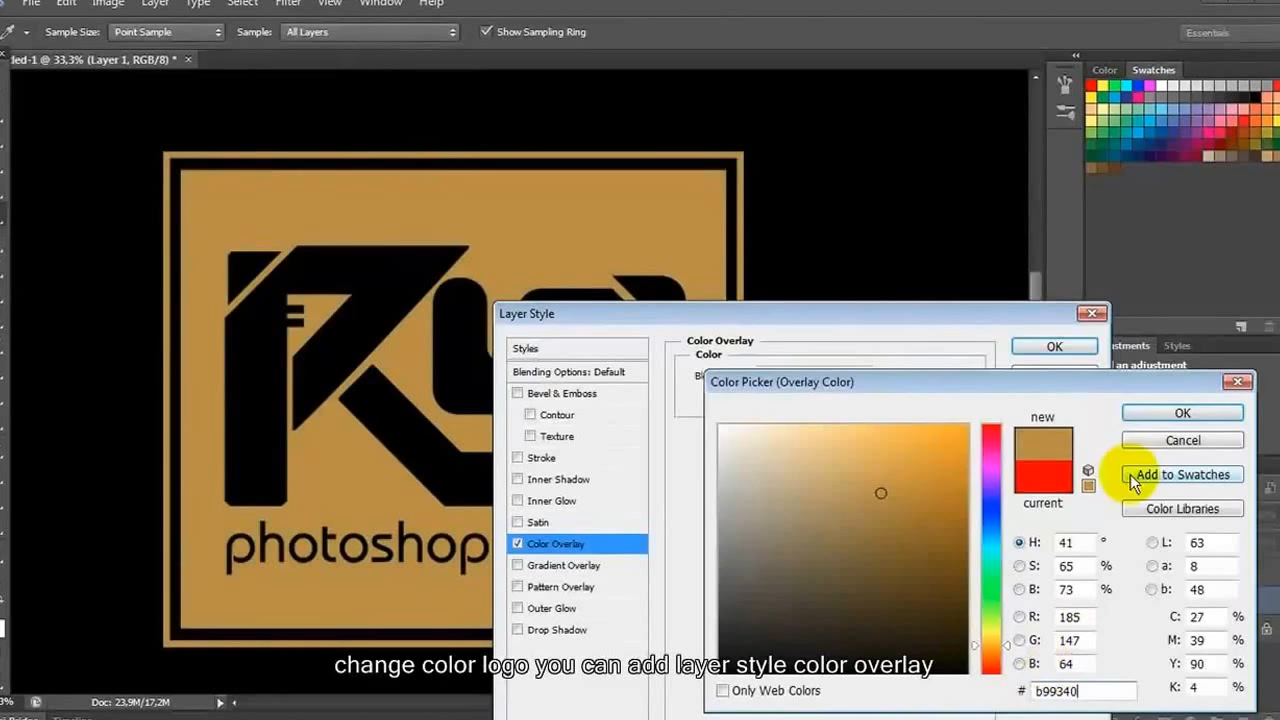 File Edit Image Layer Type Select Filter View Window Help
Sample Size: Point Sample Sample: All Layers Show Sampling Ring Essentials
led-1 @ 33,3% (Layer 1, RGB/8) * ×
Color Swatches
photoshop
Layer Style
Styles
Blending Options: Default
Bevel & Emboss
Contour
Texture
Stroke
Inner Shadow
Inner Glow
Satin
Color Overlay
Gradient Overlay
Pattern Overlay
Outer Glow
Drop Shadow
Color Overlay
Color
OK
Styles
an adjustment
Color Picker (Overlay Color)
new
current
OK
Cancel
Add to Swatches
Color Libraries
H: 41 °
S: 65 %
B: 73 %
R: 185
G: 147
B: 64
L: 63
a: 8
b: 48
C: 27 %
M: 39 %
Y: 90 %
K: 4 %
# b99340
Only Web Colors
change color logo you can add layer style color overlay
Doc: 23,9M/17,2M